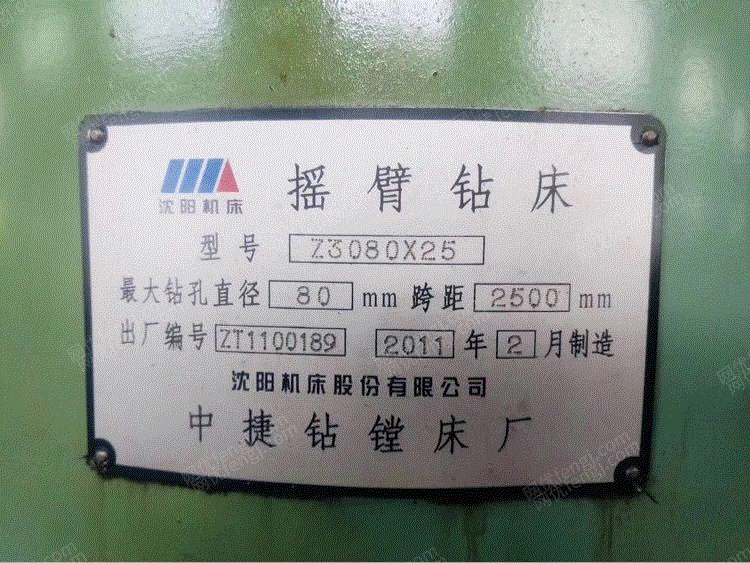 沈阳机床
摇臂钻床
型号 Z3080X25
最大钻孔直径 80 mm 跨距 2500 mm
出厂编号 ZT1100189 2011 年 2 月制造
沈阳机床股份有限公司
中捷钻镗床厂